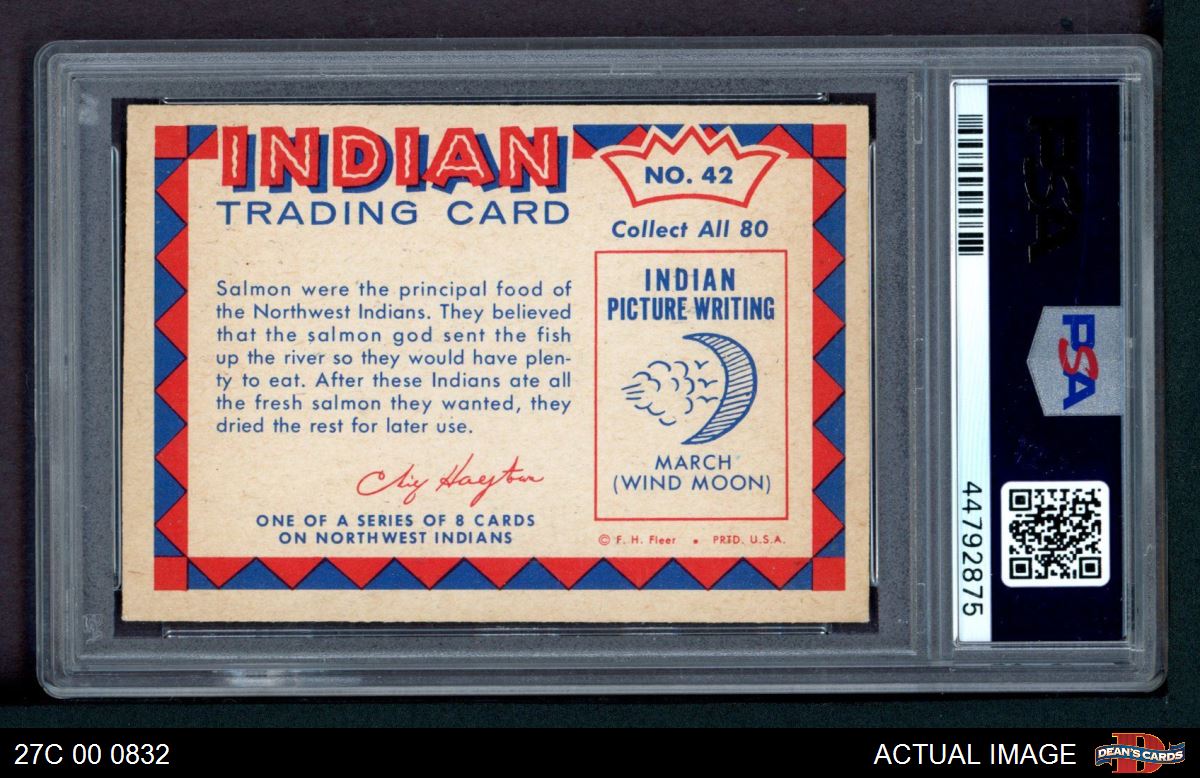 INDIAN
TRADING CARD
NO. 42
Collect All 80
Salmon were the principal food of
the Northwest Indians. They believed
that the salmon god sent the fish
up the river so they would have plen-
ty to eat. After these Indians ate all
the fresh salmon they wanted, they
dried the rest for later use.
ONE OF A SERIES OF 8 CARDS
ON NORTHWEST INDIANS
INDIAN
PICTURE WRITING
MARCH
(WIND MOON)
© F. H. Fleer • PRTD. U.S.A.
PSA
PSA
44792875
27C 00 0832
ACTUAL IMAGE
DEAN'S CARDS